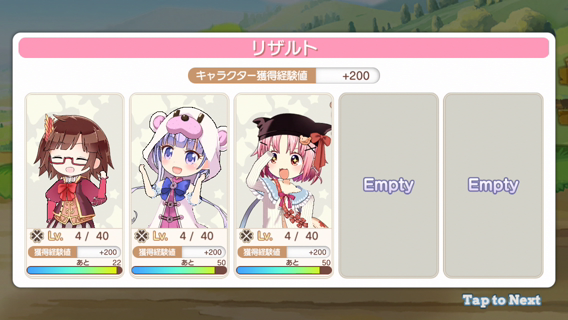 リザルト
キャラクター獲得経験値 +200
Lv. 4 / 40
獲得経験値 +200
あと 22
Lv. 4 / 40
獲得経験値 +200
あと 50
Lv. 4 / 40
獲得経験値 +200
あと 50
Empty
Empty
Tap to Next